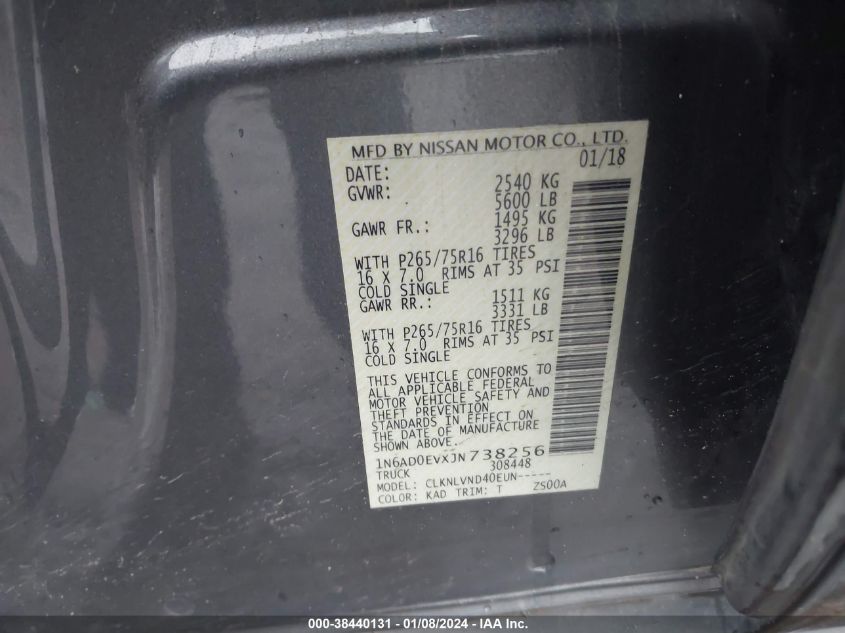 MFD BY NISSAN MOTOR CO., LTD.
DATE: 01/18
GVWR: 2540 KG
5600 LB
GAWR FR.: 1495 KG
3296 LB
WITH P265/75R16 TIRES
16 X 7.0 RIMS AT 35 PSI
COLD SINGLE
GAWR RR.: 1511 KG
3331 LB
WITH P265/75R16 TIRES
16 X 7.0 RIMS AT 35 PSI
COLD SINGLE
THIS VEHICLE CONFORMS TO
ALL APPLICABLE FEDERAL
MOTOR VEHICLE SAFETY AND
THEFT PREVENTION
STANDARDS IN EFFECT ON
THE DATE OF MANUFACTURE
SHOWN ABOVE.
1N6AD0EVXJN738256
TRUCK 308448
MODEL: CLKNLVND40EUN-----
COLOR: KAD TRIM: T ZS00A
000-38440131 - 01/08/2024 - IAA Inc.